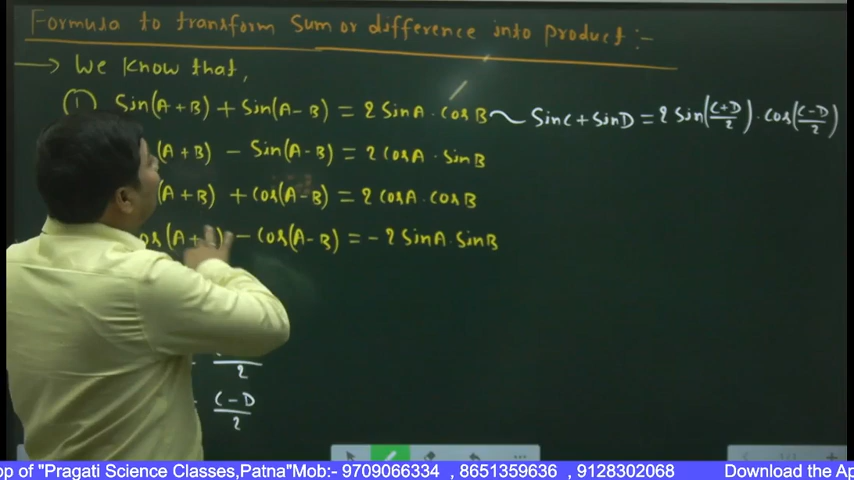 Formula to transform Sum or difference into product:-
→ We know that,
① Sin(A+B) + Sin(A-B) = 2 SinA · CosB ~ SinC + SinD = 2 Sin(C+D/2) · Cos(C-D/2)
(A+B) - Sin(A-B) = 2 CosA · SinB
(A+B) + Cos(A-B) = 2 CosA · CosB
os(A+ ) - Cos(A-B) = -2 SinA · SinB
2
C-D
2
op of "Pragati Science Classes,Patna"Mob:- 9709066334 , 8651359636 , 9128302068 Download the Ap